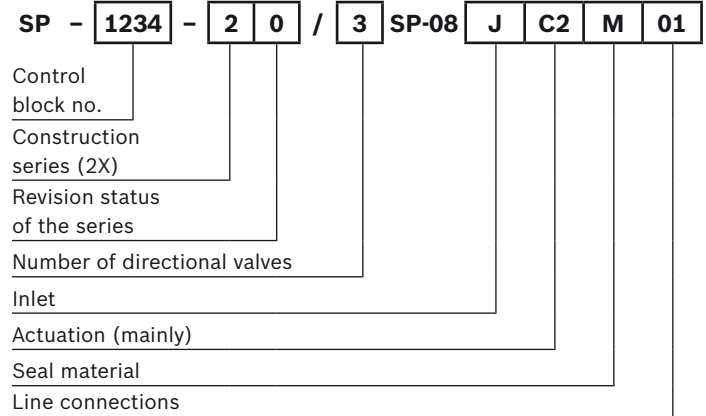 SP – 1234 – 2 0 / 3 SP-08 J C2 M 01
Control
block no.
Construction
series (2X)
Revision status
of the series
Number of directional valves
Inlet
Actuation (mainly)
Seal material
Line connections